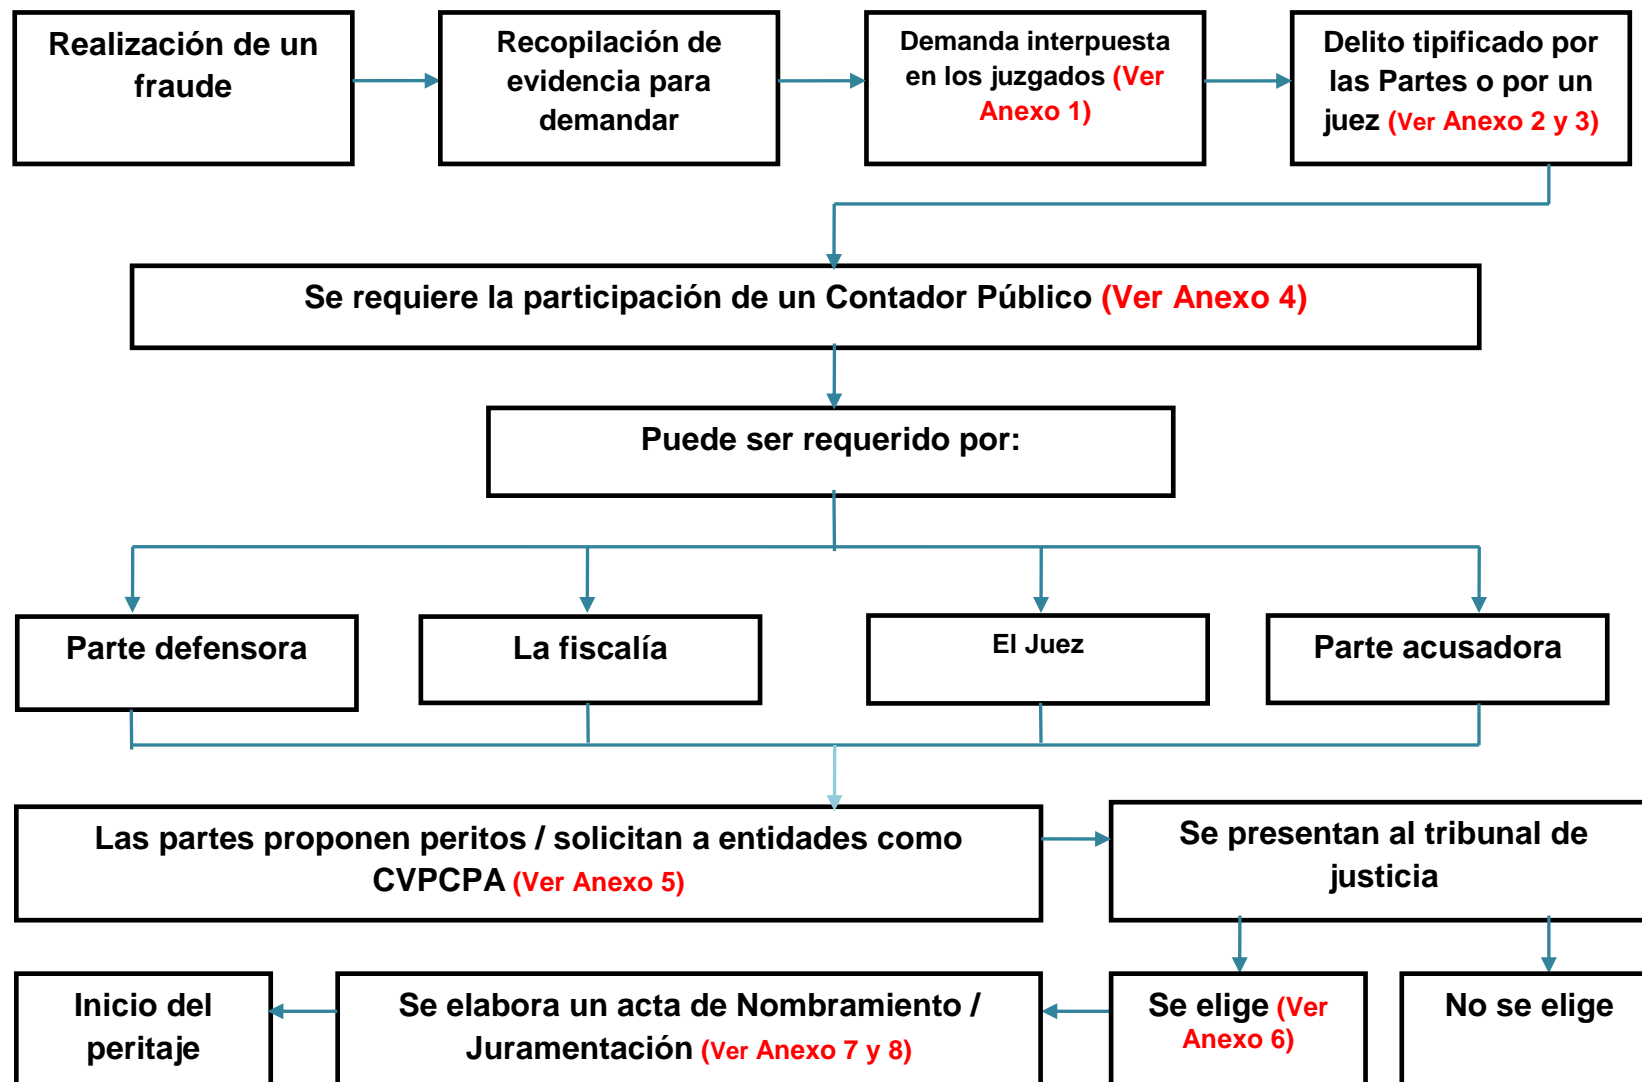 Realización de un
fraude
Recopilación de
evidencia para
demandar
Demanda interpuesta
en los juzgados (Ver
Anexo 1)
Delito tipificado por
las Partes o por un
juez (Ver Anexo 2 y 3)
Se requiere la participación de un Contador Público (Ver Anexo 4)
Puede ser requerido por:
Parte defensora
La fiscalía
El Juez
Parte acusadora
Las partes proponen peritos / solicitan a entidades como
CVPCPA (Ver Anexo 5)
Se presentan al tribunal de
justicia
Inicio del
peritaje
Se elabora un acta de Nombramiento /
Juramentación (Ver Anexo 7 y 8)
Se elige (Ver
Anexo 6)
No se elige